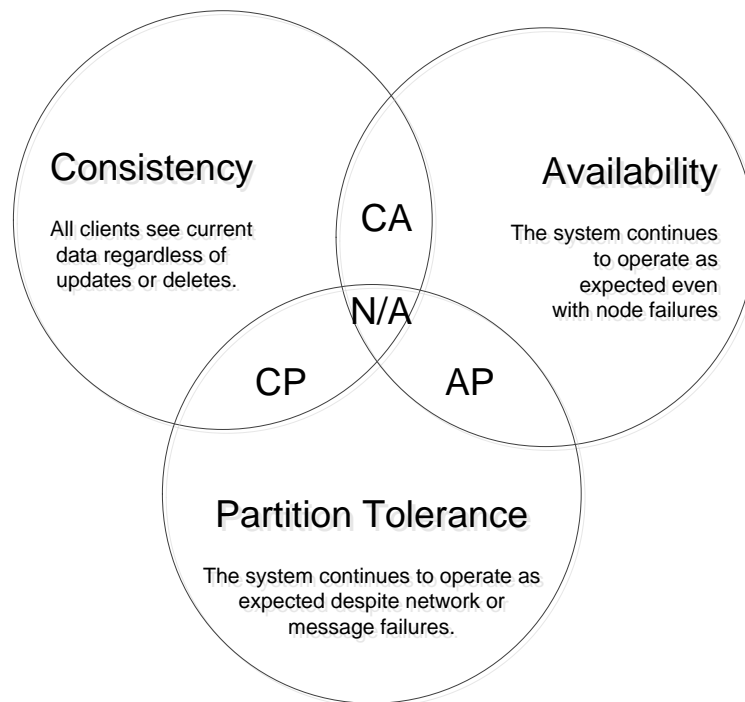 Consistency
All clients see current
data regardless of
updates or deletes.
Availability
The system continues
to operate as
expected even
with node failures
CA
N/A
CP
AP
Partition Tolerance
The system continues to operate as
expected despite network or
message failures.